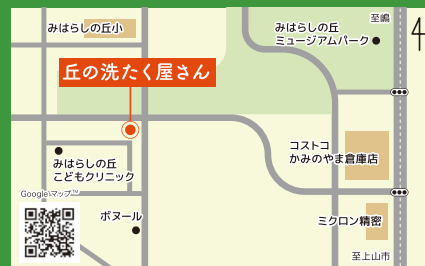 みはらしの丘小
みはらしの丘
ミュージアムパーク
至嶋
4
丘の洗たく屋さん
コストコ
かみのやま倉庫店
みはらしの丘
こどもクリニック
Googleマップ™
ボヌール
ミクロン精密
至上山市